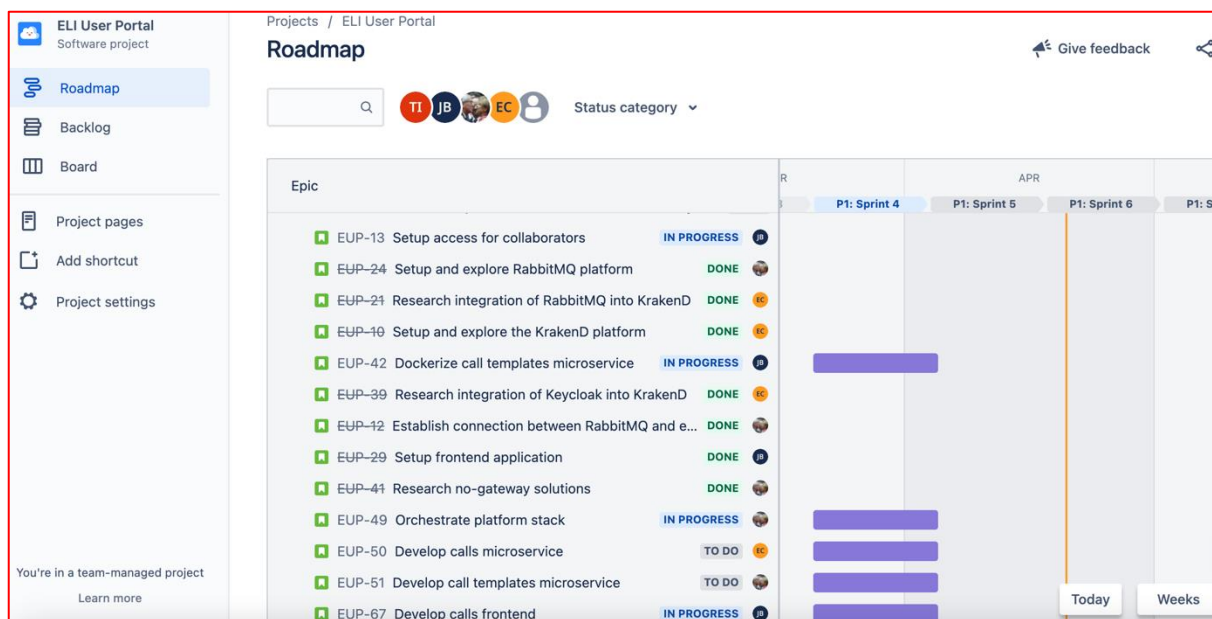 ELI User Portal
Software project
Roadmap
Backlog
Board
Project pages
Add shortcut
Project settings
You're in a team-managed project
Learn more
Projects / ELI User Portal
Roadmap
Give feedback
TI JB EC
Status category
Epic
R APR
3 P1: Sprint 4 P1: Sprint 5 P1: Sprint 6 P1: S
EUP-13 Setup access for collaborators IN PROGRESS JB
EUP-24 Setup and explore RabbitMQ platform DONE
EUP-21 Research integration of RabbitMQ into KrakenD DONE EC
EUP-10 Setup and explore the KrakenD platform DONE EC
EUP-42 Dockerize call templates microservice IN PROGRESS JB
EUP-39 Research integration of Keycloak into KrakenD DONE EC
EUP-12 Establish connection between RabbitMQ and e... DONE
EUP-29 Setup frontend application DONE JB
EUP-41 Research no-gateway solutions DONE
EUP-49 Orchestrate platform stack IN PROGRESS
EUP-50 Develop calls microservice TO DO EC
EUP-51 Develop call templates microservice TO DO
EUP-67 Develop calls frontend IN PROGRESS JB
Today Weeks